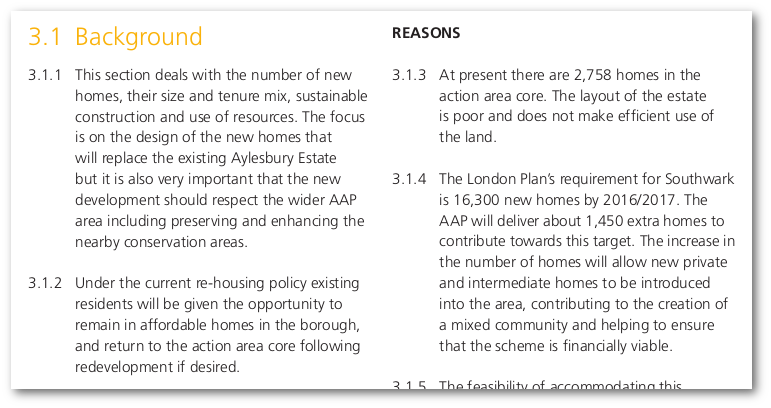 3.1 Background
3.1.1 This section deals with the number of new
homes, their size and tenure mix, sustainable
construction and use of resources. The focus
is on the design of the new homes that
will replace the existing Aylesbury Estate
but it is also very important that the new
development should respect the wider AAP
area including preserving and enhancing the
nearby conservation areas.
3.1.2 Under the current re-housing policy existing
residents will be given the opportunity to
remain in affordable homes in the borough,
and return to the action area core following
redevelopment if desired.
REASONS
3.1.3 At present there are 2,758 homes in the
action area core. The layout of the estate
is poor and does not make efficient use of
the land.
3.1.4 The London Plan's requirement for Southwark
is 16,300 new homes by 2016/2017. The
AAP will deliver about 1,450 extra homes to
contribute towards this target. The increase in
the number of homes will allow new private
and intermediate homes to be introduced
into the area, contributing to the creation of
a mixed community and helping to ensure
that the scheme is financially viable.
3.1.5 The feasibility of accommodating this